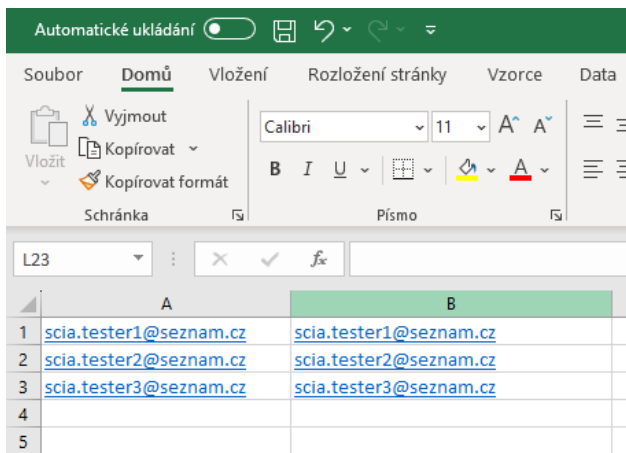 Automatické ukládání
Soubor Domů Vložení Rozložení stránky Vzorce Data
Vložit
Vyjmout
Kopírovat
Kopírovat formát
Schránka
Calibri 11 A A
B I U A
Písmo
L23 fx
A B
1 scia.tester1@seznam.cz scia.tester1@seznam.cz
2 scia.tester2@seznam.cz scia.tester2@seznam.cz
3 scia.tester3@seznam.cz scia.tester3@seznam.cz
4
5